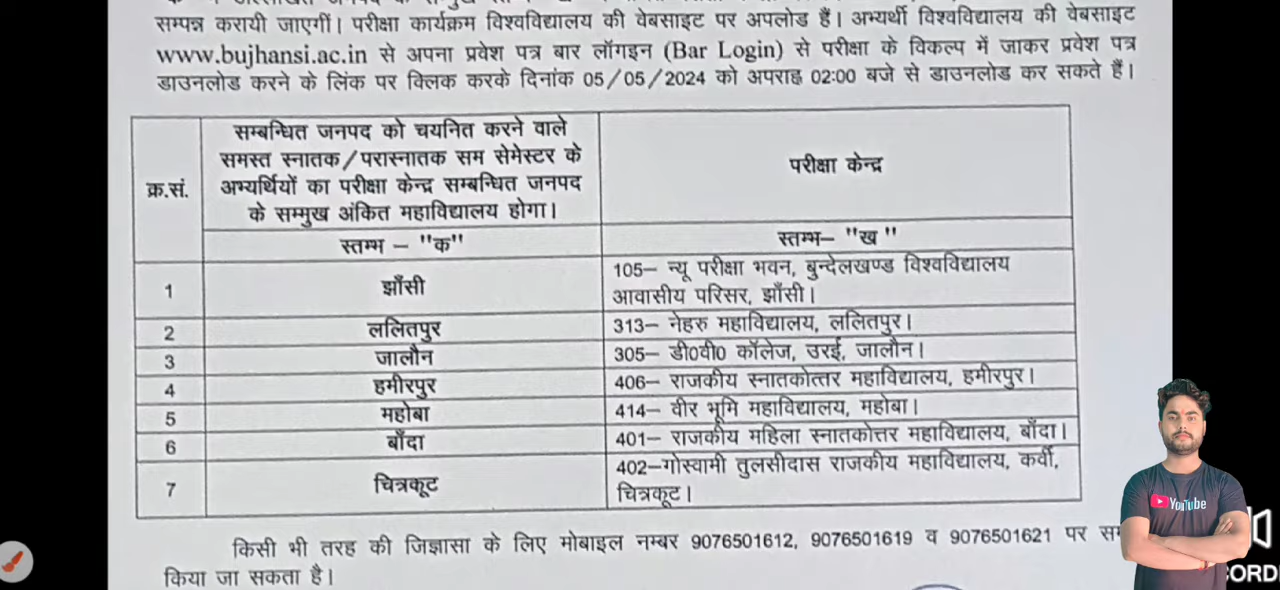 सम्पन्न करायी जाएगीं। परीक्षा कार्यक्रम विश्वविद्यालय की वेबसाइट पर अपलोड हैं। अभ्यर्थी विश्वविद्यालय की वेबसाइट
www.bujhansi.ac.in से अपना प्रवेश पत्र बार लॉगइन (Bar Login) से परीक्षा के विकल्प में जाकर प्रवेश पत्र
डाउनलोड करने के लिंक पर क्लिक करके दिनांक 05/05/2024 को अपराह्न 02:00 बजे से डाउनलोड कर सकते हैं।
क्र.सं.
सम्बन्धित जनपद को चयनित करने वाले
समस्त स्नातक/परास्नातक सम सेमेस्टर के
अभ्यर्थियों का परीक्षा केन्द्र सम्बन्धित जनपद
के सम्मुख अंकित महाविद्यालय होगा।
परीक्षा केन्द्र
स्तम्भ – "क"
स्तम्भ– "ख "
1 झाँसी 105– न्यू परीक्षा भवन, बुन्देलखण्ड विश्वविद्यालय
आवासीय परिसर, झाँसी।
2 ललितपुर 313– नेहरु महाविद्यालय, ललितपुर।
3 जालौन 305– डी0वी0 कॉलेज, उरई, जालौन।
4 हमीरपुर 406– राजकीय स्नातकोत्तर महाविद्यालय, हमीरपुर।
5 महोबा 414– वीर भूमि महाविद्यालय, महोबा।
6 बाँदा 401– राजकीय महिला स्नातकोत्तर महाविद्यालय, बाँदा।
7 चित्रकूट 402–गोस्वामी तुलसीदास राजकीय महाविद्यालय, कर्वी,
चित्रकूट।
किसी भी तरह की जिज्ञासा के लिए मोबाइल नम्बर 9076501612, 9076501619 व 9076501621 पर
किया जा सकता है।
YouTube